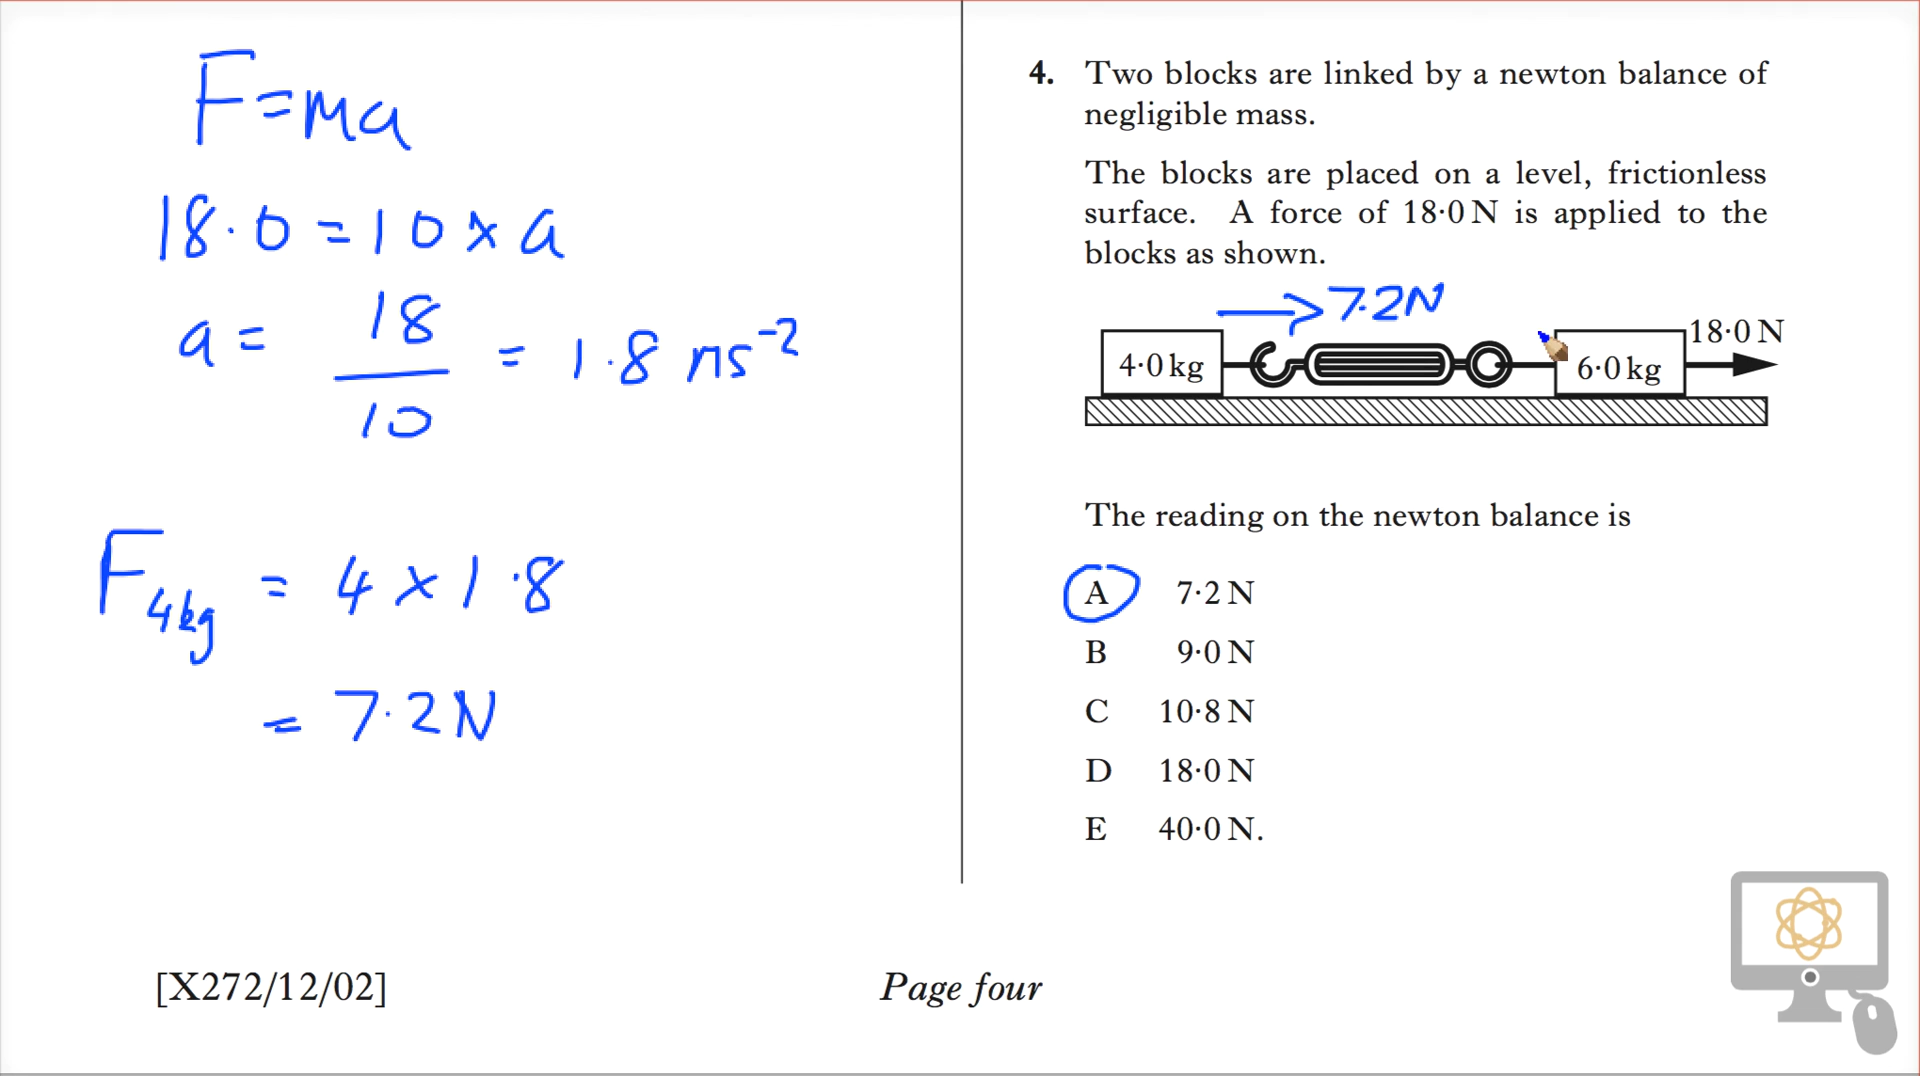 F=ma
18.0=10×a
a= 18 = 1.8 ms-2
10
F4kg = 4×1.8
= 7.2N
4. Two blocks are linked by a newton balance of
negligible mass.
The blocks are placed on a level, frictionless
surface. A force of 18·0 N is applied to the
blocks as shown.
7.2N
4·0 kg
6·0 kg
18·0 N
The reading on the newton balance is
A 7·2 N
B 9·0 N
C 10·8 N
D 18·0 N
E 40·0 N.
[X272/12/02]
Page four